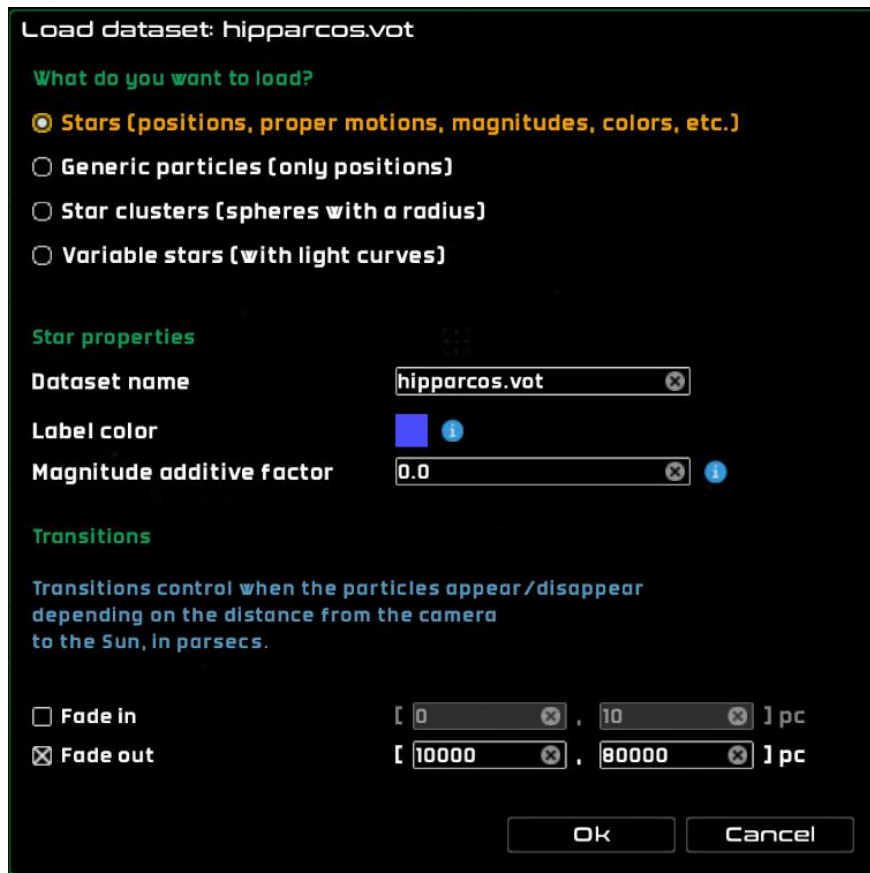 Load dataset: hipparcos.vot
What do you want to load?
Stars (positions, proper motions, magnitudes, colors, etc.)
Generic particles (only positions)
Star clusters (spheres with a radius)
Variable stars (with light curves)
Star properties
Dataset name hipparcos.vot
Label color
Magnitude additive factor 0.0
Transitions
Transitions control when the particles appear/disappear
depending on the distance from the camera
to the Sun, in parsecs.
Fade in [ 0 , 10 ] pc
Fade out [ 10000 , 80000 ] pc
Ok Cancel